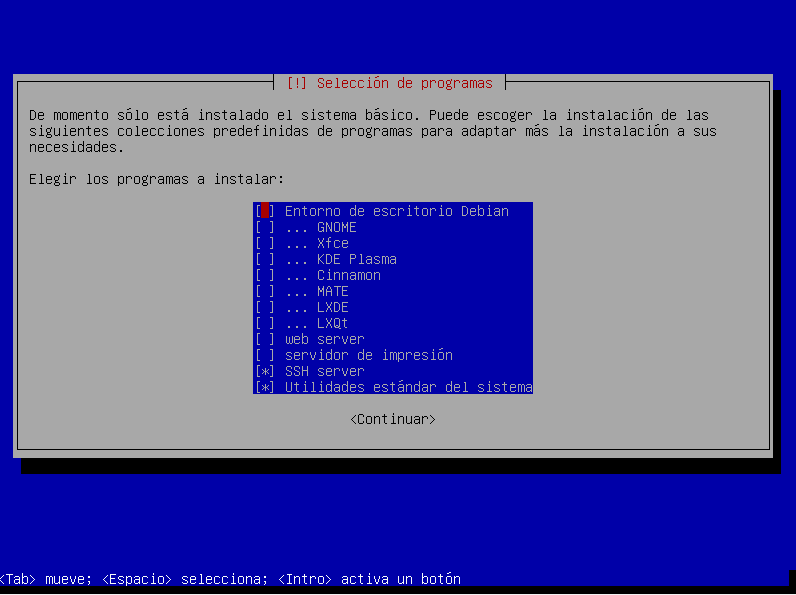 [!] Selección de programas
De momento sólo está instalado el sistema básico. Puede escoger la instalación de las
siguientes colecciones predefinidas de programas para adaptar más la instalación a sus
necesidades.
Elegir los programas a instalar:
[ ] Entorno de escritorio Debian
[ ] ... GNOME
[ ] ... Xfce
[ ] ... KDE Plasma
[ ] ... Cinnamon
[ ] ... MATE
[ ] ... LXDE
[ ] ... LXQt
[ ] web server
[ ] servidor de impresión
[*] SSH server
[*] Utilidades estándar del sistema
<Continuar>
<Tab> mueve; <Espacio> selecciona; <Intro> activa un botón